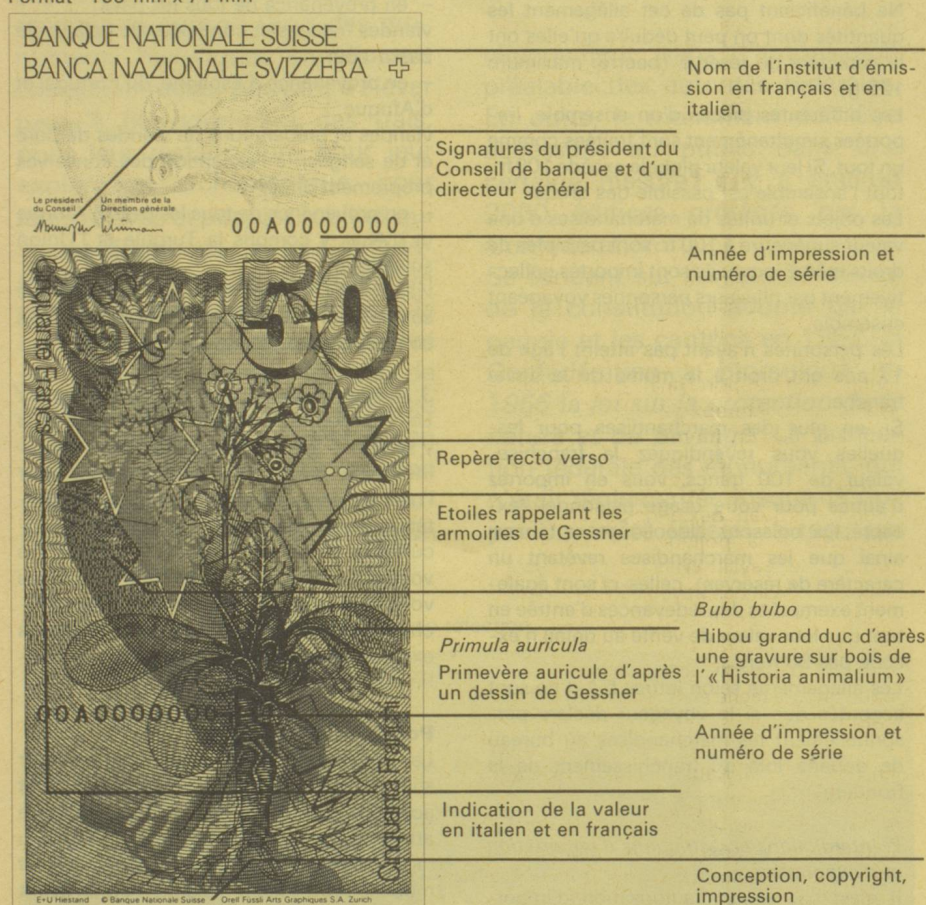 BANQUE NATIONALE SUISSE
BANCA NAZIONALE SVIZZERA
Nom de l'institut d'émis-
sion en français et en
italien
Signatures du président du
Conseil de banque et d'un
directeur général
Le président
du Conseil
Un membre de la
Direction générale
00A0000000
Année d'impression et
numéro de série
50
Cinquante Francs
Repère recto verso
Etoiles rappelant les
armoiries de Gessner
Bubo bubo
Hibou grand duc d'après
une gravure sur bois de
l'«Historia animalium»
Primula auricula
Primevère auricule d'après
un dessin de Gessner
00A0000000
Cinquanta Franchi
Année d'impression et
numéro de série
Indication de la valeur
en italien et en français
Conception, copyright,
impression
E+U Hiestand © Banque Nationale Suisse Orell Füssli Arts Graphiques S.A. Zurich